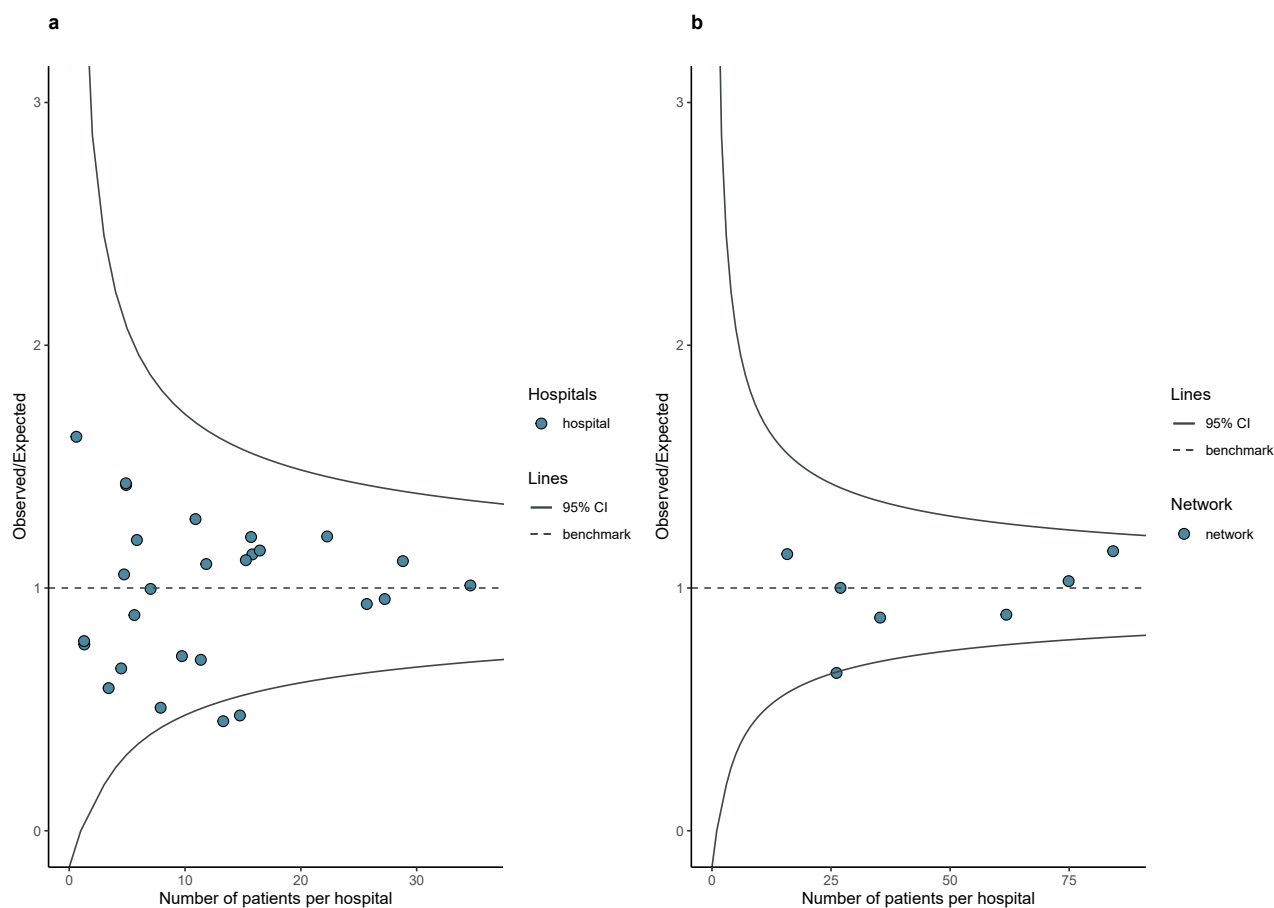 a
Observed/Expected
3
2
1
0
0
10
20
30
Number of patients per hospital
Hospitals
hospital
Lines
95% CI
benchmark
b
Observed/Expected
3
2
1
0
0
25
50
75
Number of patients per hospital
Lines
95% CI
benchmark
Network
network